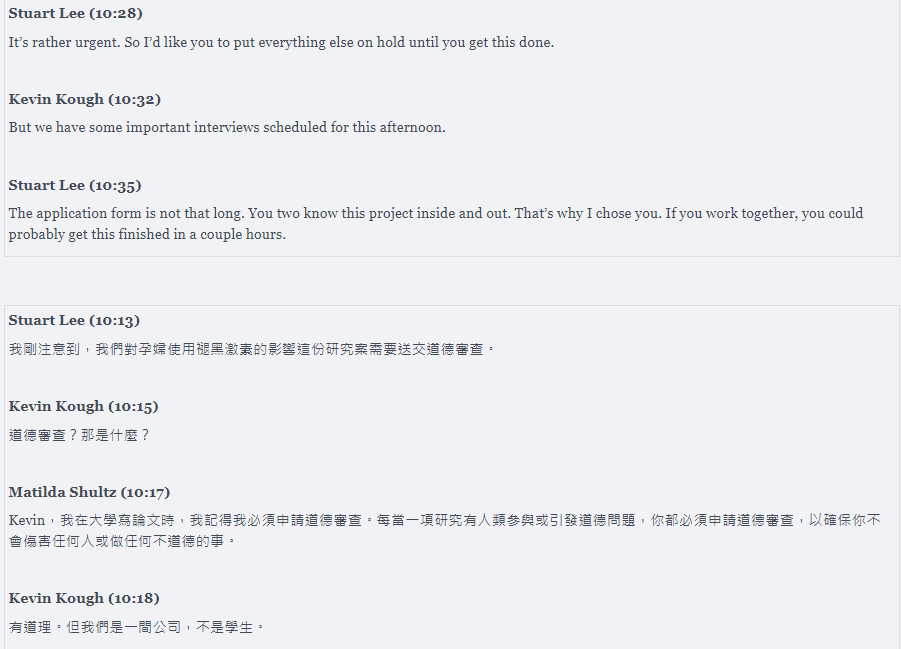 Stuart Lee (10:28)
It's rather urgent. So I'd like you to put everything else on hold until you get this done.
Kevin Kough (10:32)
But we have some important interviews scheduled for this afternoon.
Stuart Lee (10:35)
The application form is not that long. You two know this project inside and out. That's why I chose you. If you work together, you could
probably get this finished in a couple hours.
Stuart Lee (10:13)
我剛注意到，我們對孕婦使用褪黑激素的影響這份研究案需要送交道德審查。
Kevin Kough (10:15)
道德審查？那是什麼？
Matilda Shultz (10:17)
Kevin，我在大學寫論文時，我記得我必須申請道德審查。每當一項研究有人類參與或引發道德問題，你都必須申請道德審查，以確保你不
會傷害任何人或做任何不道德的事。
Kevin Kough (10:18)
有道理。但我們是一間公司，不是學生。